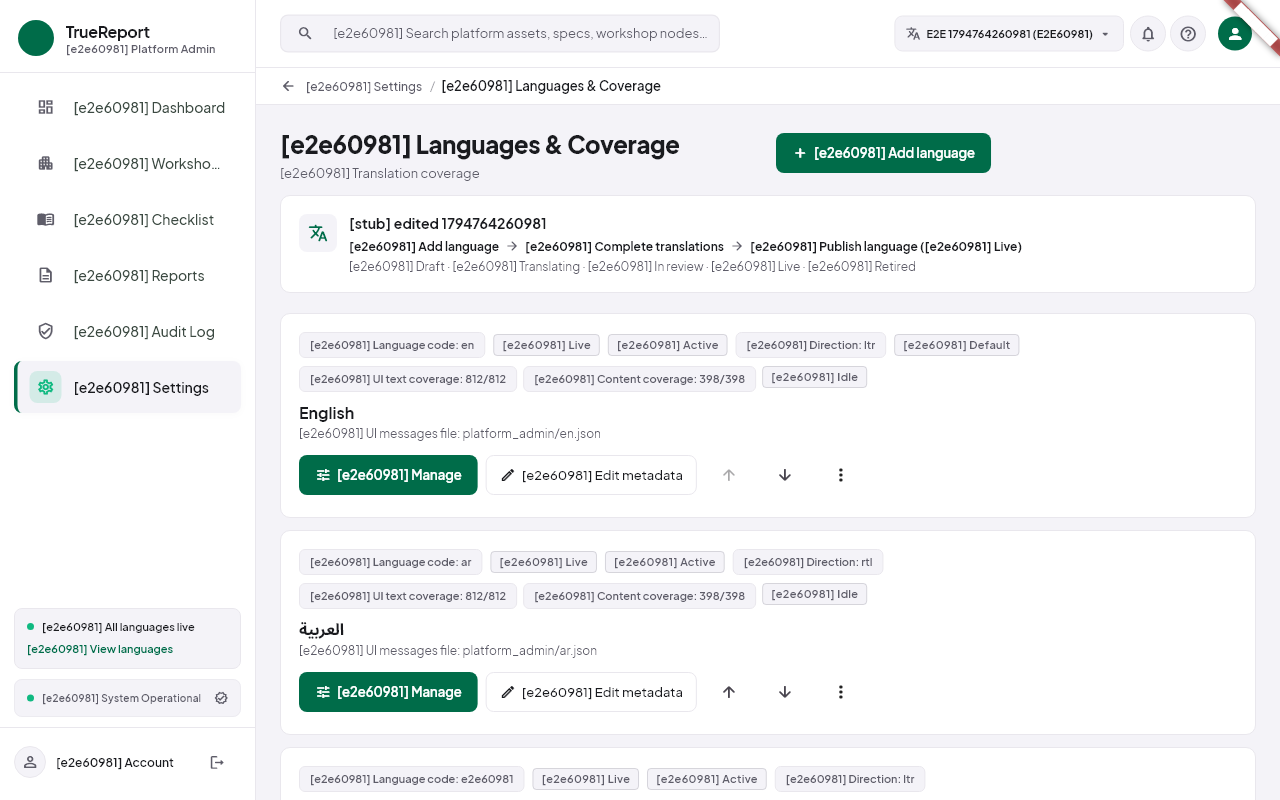 TrueReport
[e2e60981] Platform Admin
[e2e60981] Search platform assets, specs, workshop nodes...
E2E 1794764260981 (E2E60981)
[e2e60981] Settings / [e2e60981] Languages & Coverage
[e2e60981] Dashboard
[e2e60981] Worksho...
[e2e60981] Checklist
[e2e60981] Reports
[e2e60981] Audit Log
[e2e60981] Settings
[e2e60981] All languages live
[e2e60981] View languages
[e2e60981] System Operational
[e2e60981] Account
[e2e60981] Languages & Coverage
[e2e60981] Translation coverage
[e2e60981] Add language
[stub] edited 1794764260981
[e2e60981] Add language → [e2e60981] Complete translations → [e2e60981] Publish language ([e2e60981] Live)
[e2e60981] Draft · [e2e60981] Translating · [e2e60981] In review · [e2e60981] Live · [e2e60981] Retired
[e2e60981] Language code: en [e2e60981] Live [e2e60981] Active [e2e60981] Direction: ltr [e2e60981] Default
[e2e60981] UI text coverage: 812/812 [e2e60981] Content coverage: 398/398 [e2e60981] Idle
English
[e2e60981] UI messages file: platform_admin/en.json
[e2e60981] Manage [e2e60981] Edit metadata
[e2e60981] Language code: ar [e2e60981] Live [e2e60981] Active [e2e60981] Direction: rtl
[e2e60981] UI text coverage: 812/812 [e2e60981] Content coverage: 398/398 [e2e60981] Idle
العربية
[e2e60981] UI messages file: platform_admin/ar.json
[e2e60981] Manage [e2e60981] Edit metadata
[e2e60981] Language code: e2e60981 [e2e60981] Live [e2e60981] Active [e2e60981] Direction: ltr